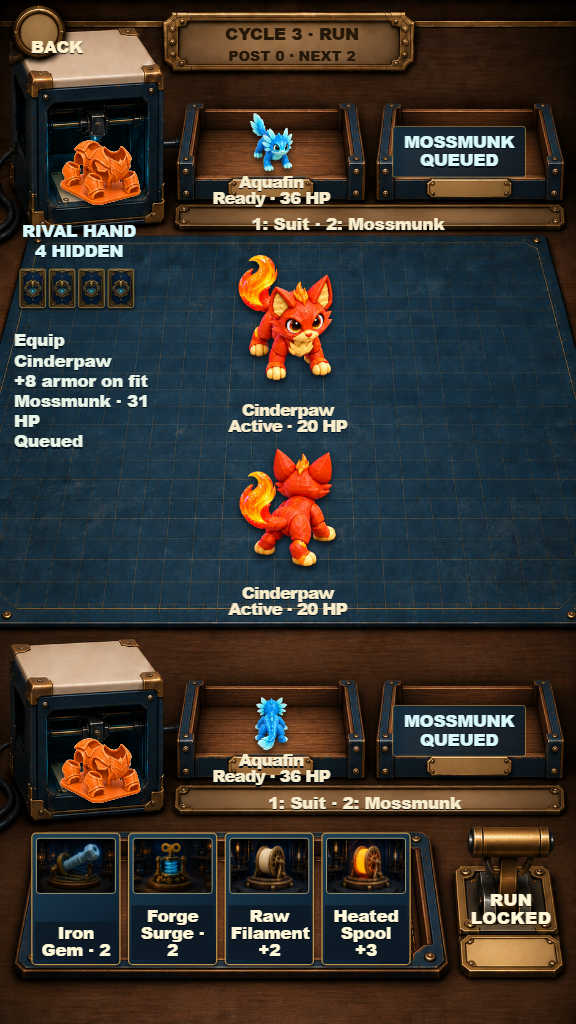 BACK
CYCLE 3 · RUN
POST 0 · NEXT 2
Aquafin
Ready · 36 HP
MOSSMUNK
QUEUED
1: Suit · 2: Mossmunk
RIVAL HAND
4 HIDDEN
Equip
Cinderpaw
+8 armor on fit
Mossmunk · 31
HP
Queued
Cinderpaw
Active · 20 HP
Cinderpaw
Active · 20 HP
Aquafin
Ready · 36 HP
MOSSMUNK
QUEUED
1: Suit · 2: Mossmunk
Iron
Gem · 2
Forge
Surge ·
2
Raw
Filament
+2
Heated
Spool
+3
RUN
LOCKED